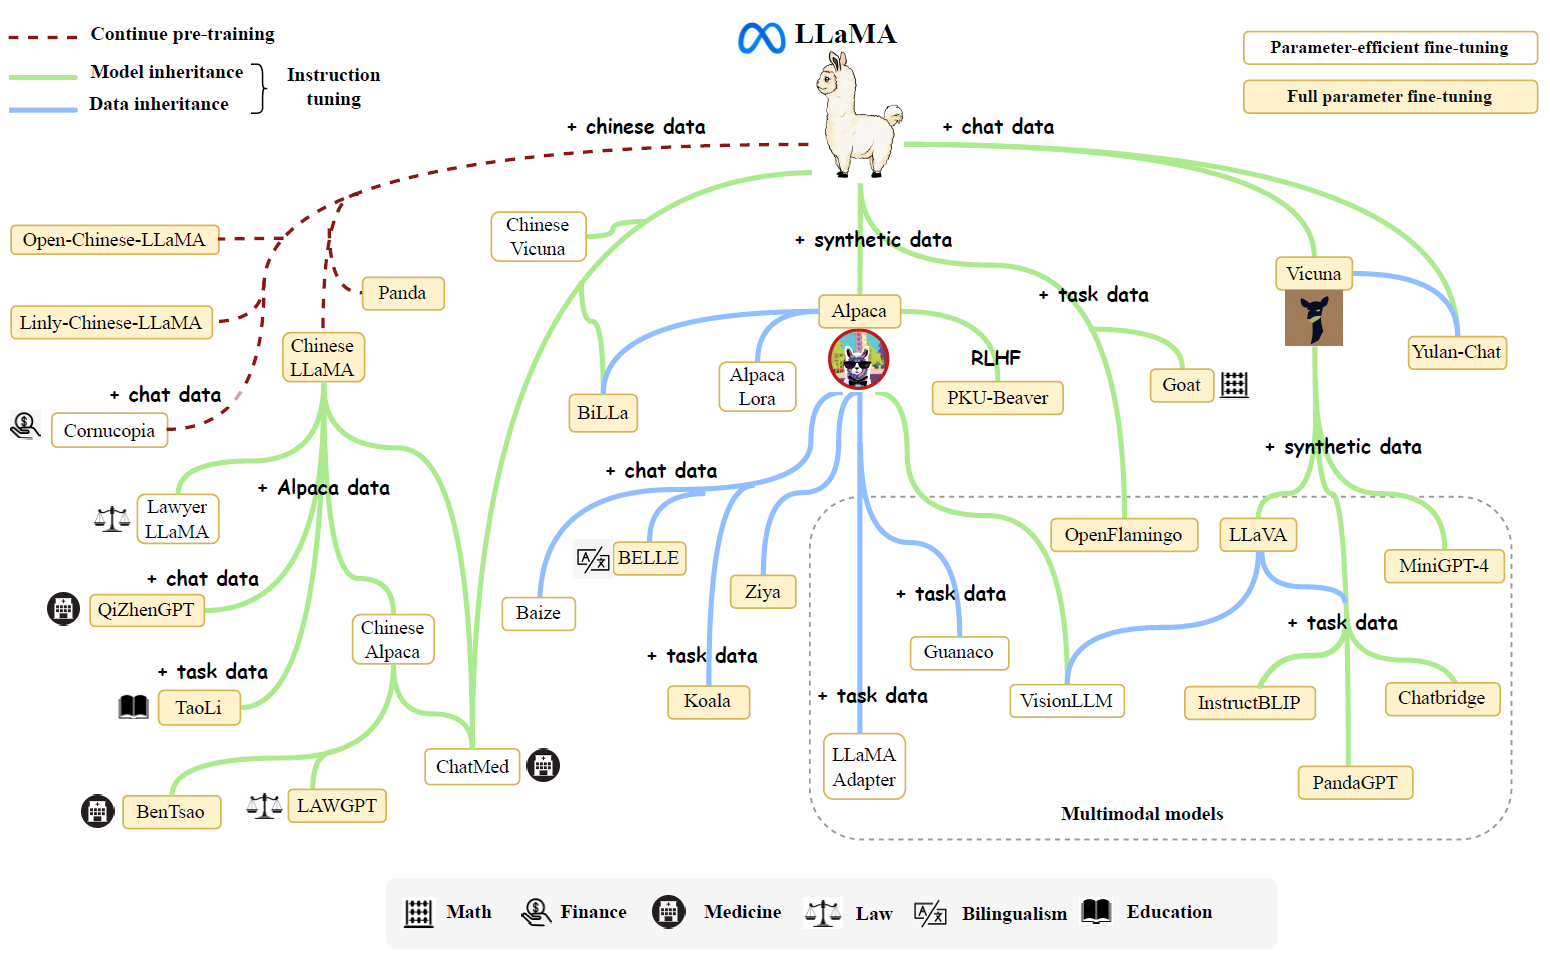 LLaMA
Continue pre-training
Model inheritance
Data inheritance
Instruction
tuning
Parameter-efficient fine-tuning
Full parameter fine-tuning
+ chinese data
+ chat data
Open-Chinese-LLaMA
Chinese
Vicuna
+ synthetic data
Vicuna
Panda
+ task data
Linly-Chinese-LLaMA
Alpaca
Chinese
LLaMA
RLHF
Yulan-Chat
Alpaca
Lora
Goat
PKU-Beaver
+ chat data
BiLLa
Cornucopia
+ synthetic data
+ chat data
+ Alpaca data
Lawyer
LLaMA
OpenFlamingo
LLaVA
BELLE
MiniGPT-4
+ chat data
Ziya
+ task data
QiZhenGPT
Baize
+ task data
Chinese
Alpaca
Guanaco
+ task data
+ task data
Koala
+ task data
VisionLLM
InstructBLIP
Chatbridge
TaoLi
LLaMA
Adapter
ChatMed
PandaGPT
BenTsao
LAWGPT
Multimodal models
Math
Finance
Medicine
Law
Bilingualism
Education